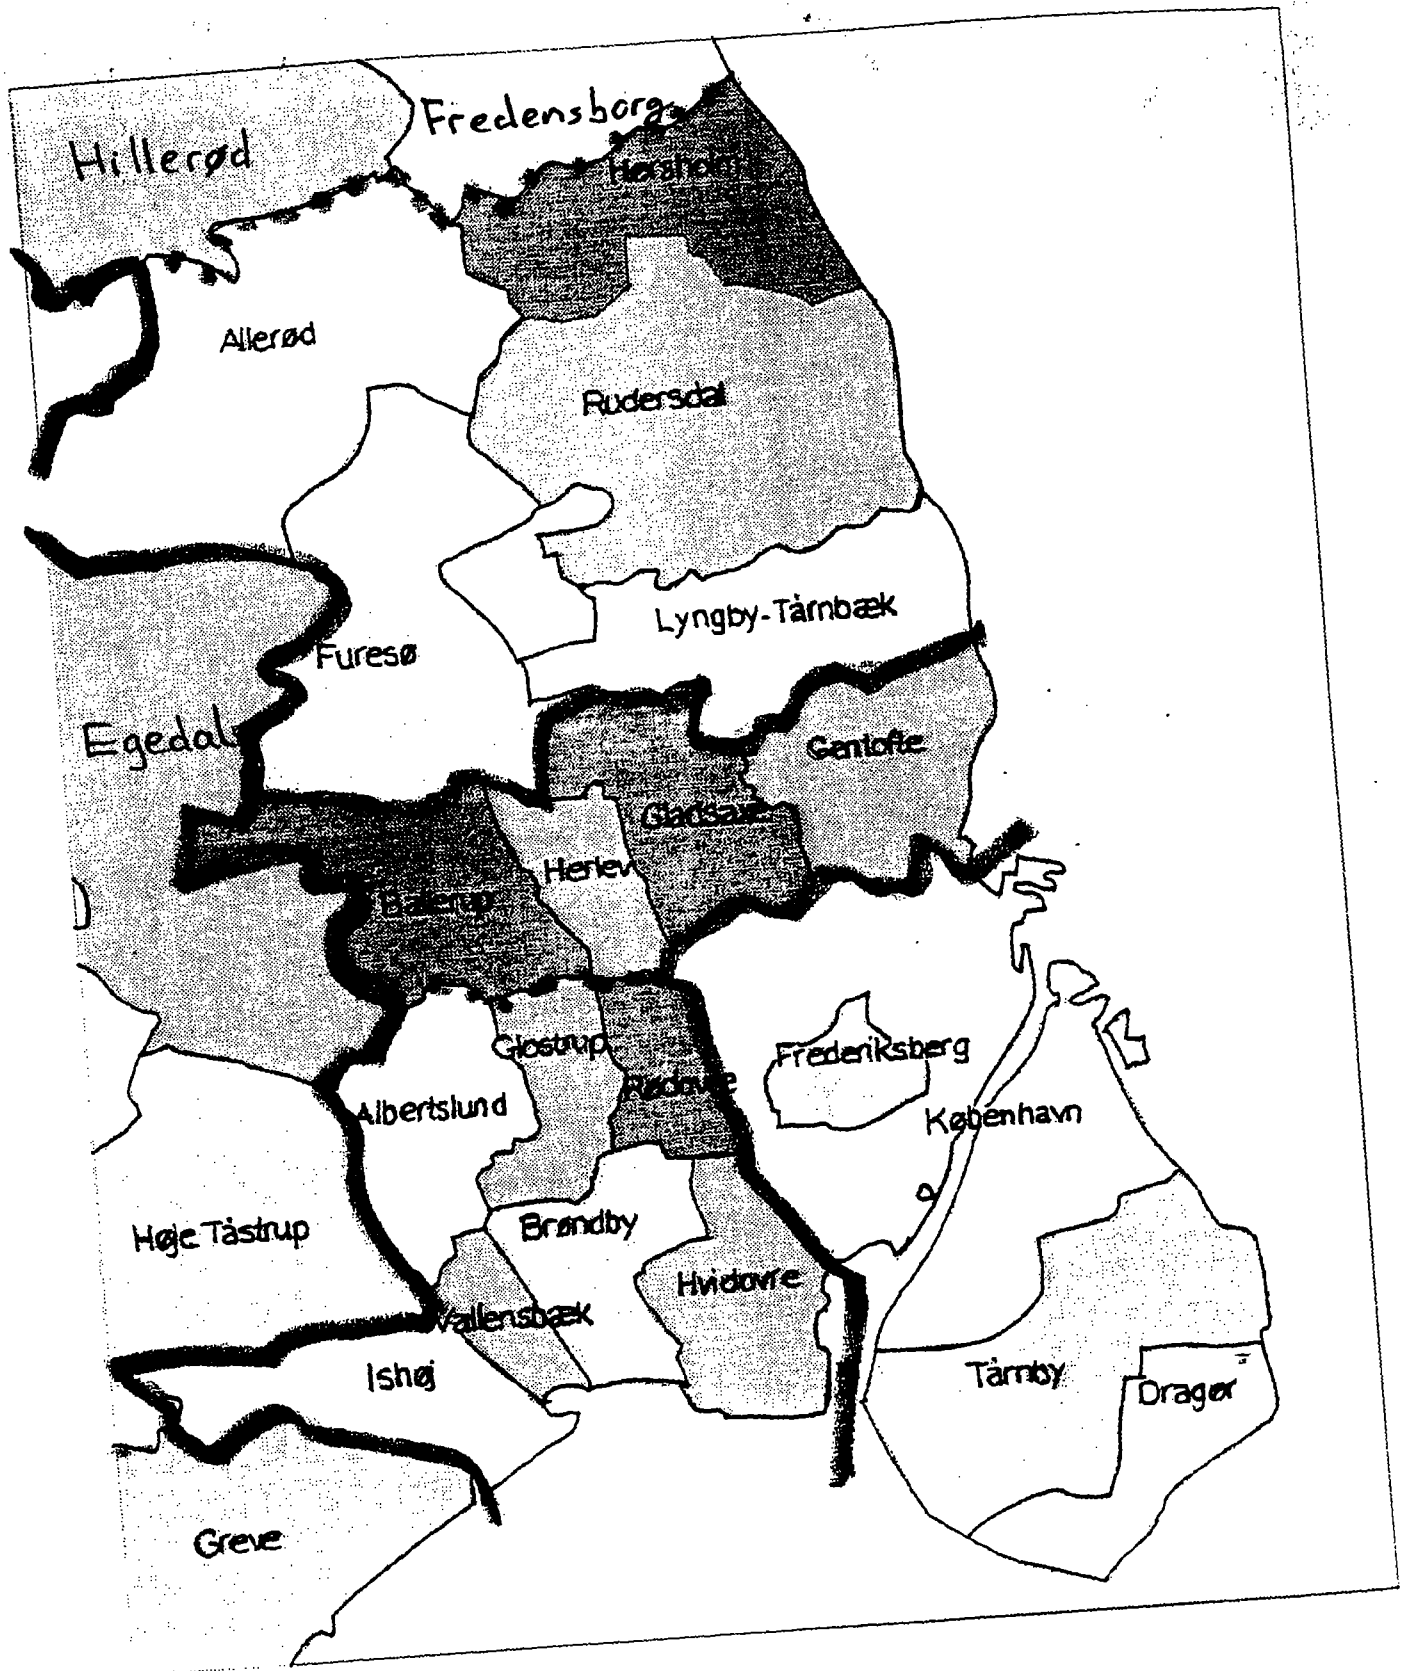 Fredensborg
Hillerød
Hørsholm
Allerød
Rudersdal
Lyngby-Tårnbæk
Furesø
Egedal
Gentofte
Gladsaxe
Herlev
Ballerup
Glostrup
Frederiksberg
Rødovre
Albertslund
København
Høje Tåstrup
Brøndby
Hvidovre
Vallensbæk
Ishøj
Tårnby
Dragør
Greve